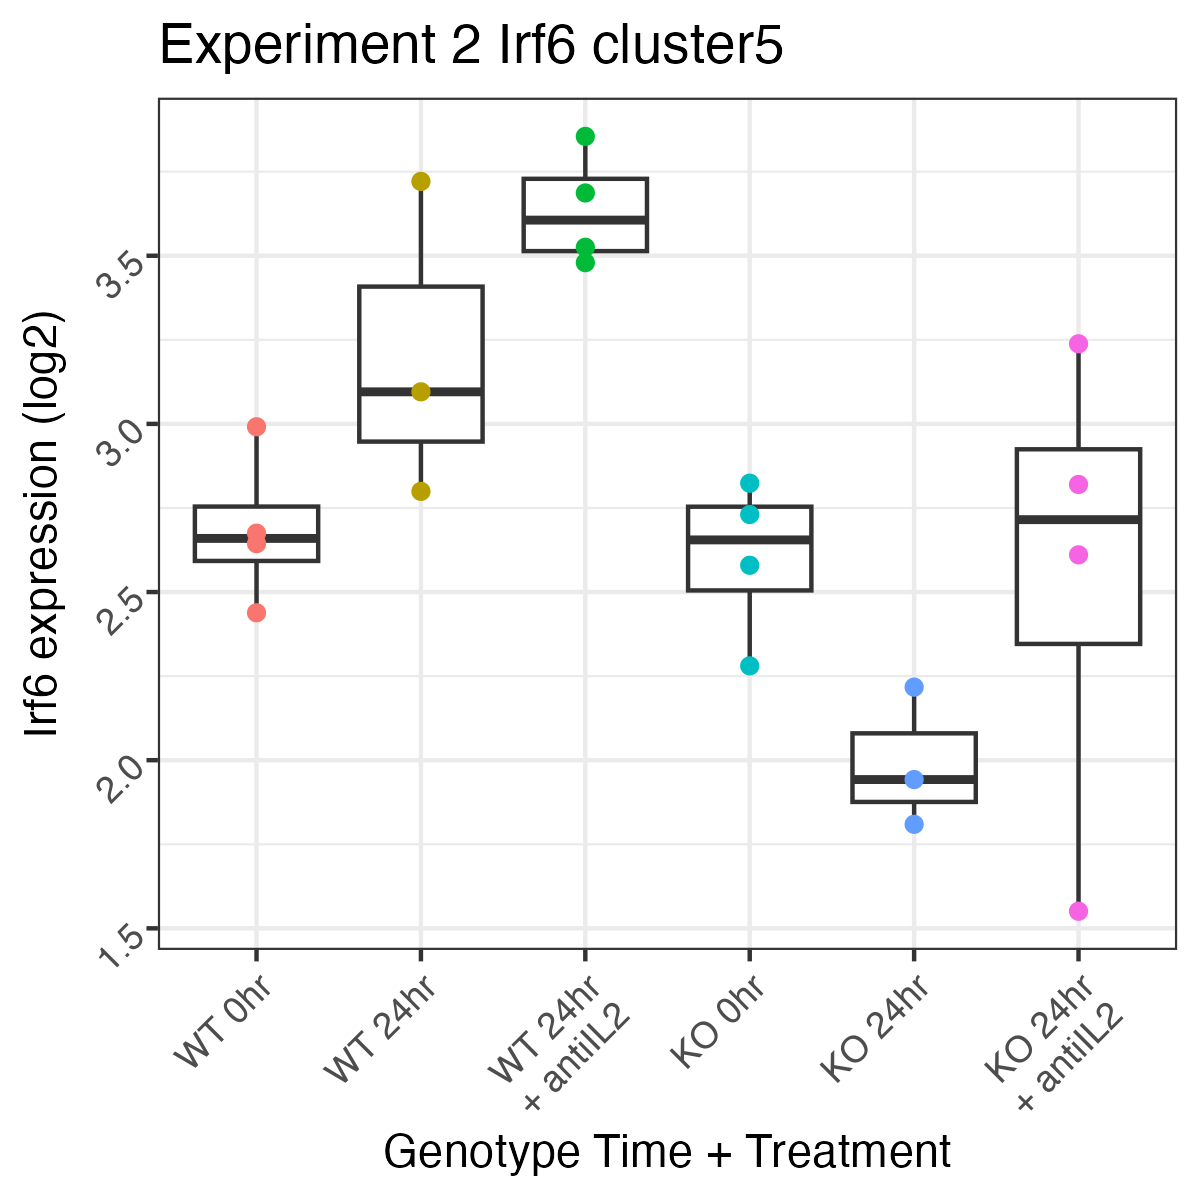 Experiment 2 Irf6 cluster5
Irf6 expression (log2)
3.5
3.0
2.5
2.0
1.5
WT 0hr
WT 24hr
WT 24hr
+ antiIL2
KO 0hr
KO 24hr
KO 24hr
+ antiIL2
Genotype Time + Treatment